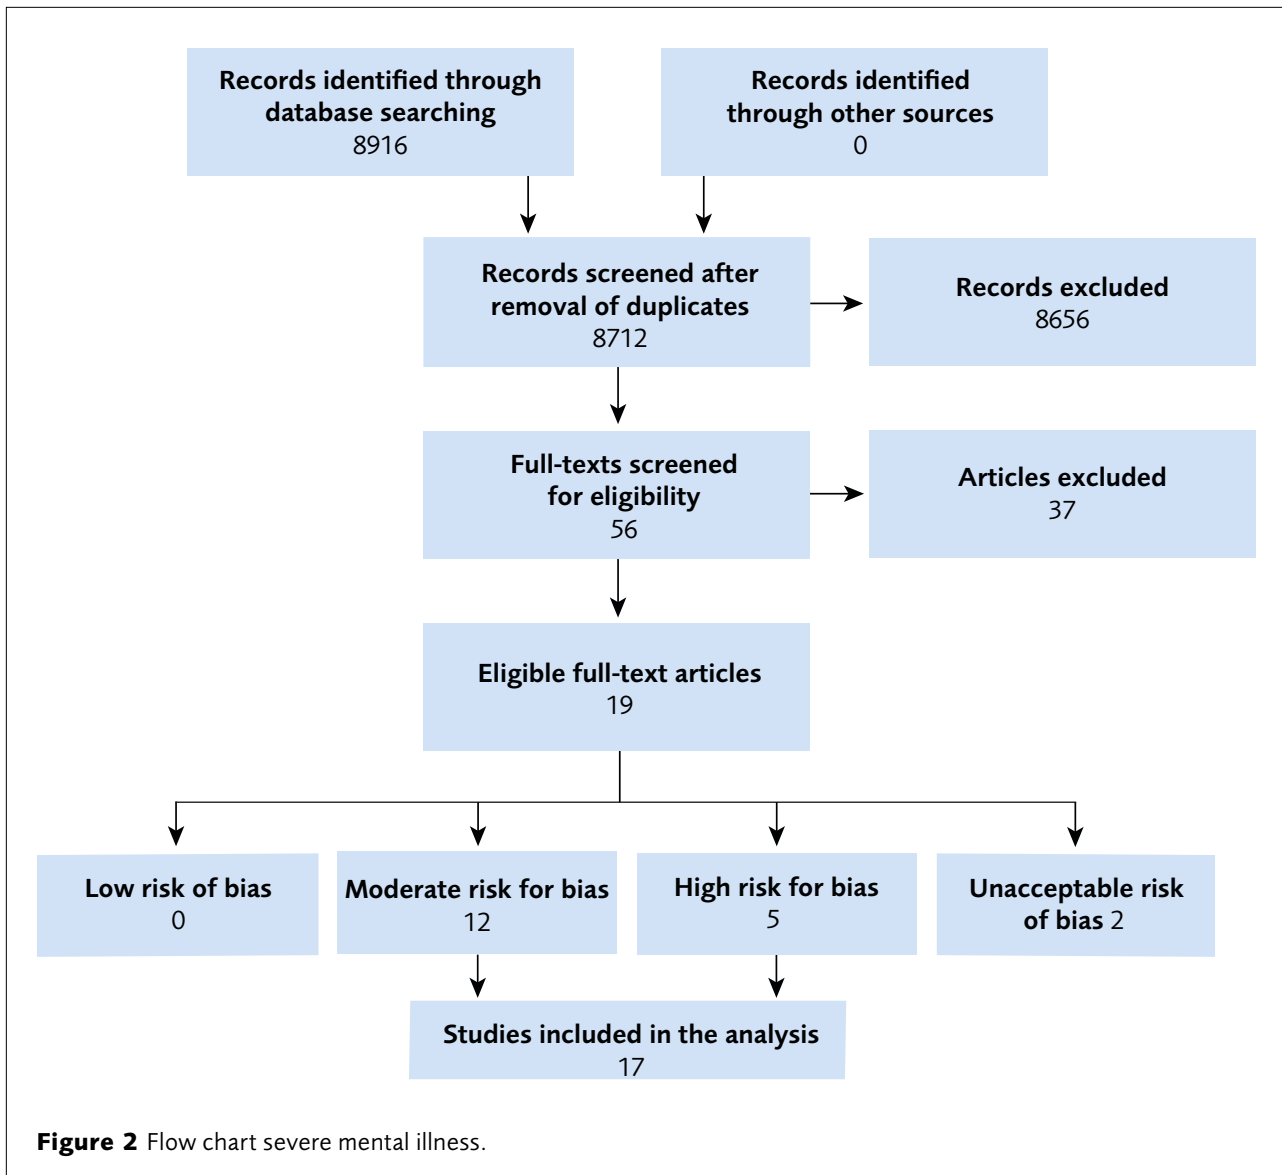 Records identified through
database searching
8916
Records identified
through other sources
0
Records screened after
removal of duplicates
8712
Records excluded
8656
Full-texts screened
for eligibility
56
Articles excluded
37
Eligible full-text articles
19
Low risk of bias
0
Moderate risk for bias
12
High risk for bias
5
Unacceptable risk
of bias 2
Studies included in the analysis
17
Figure 2 Flow chart severe mental illness.